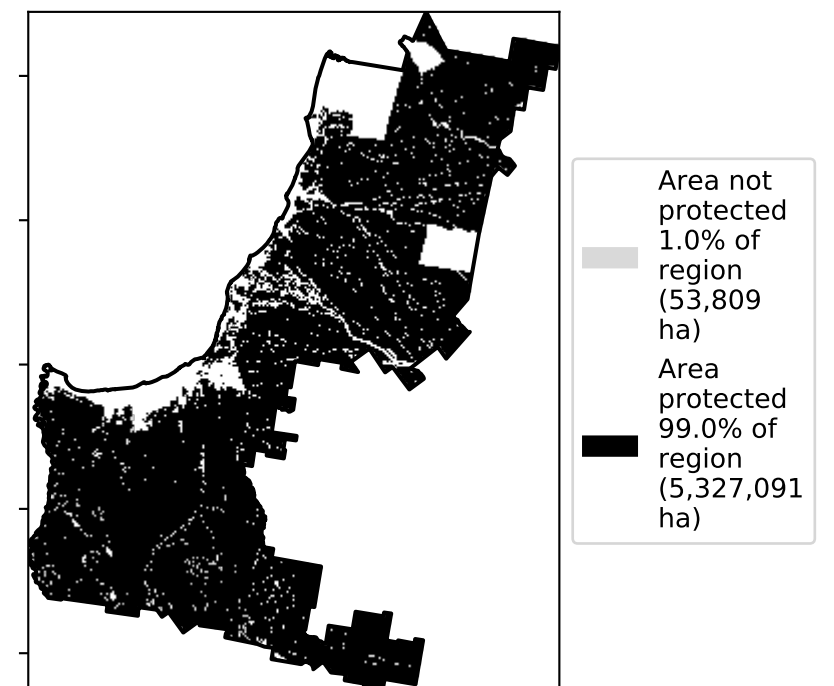 Area not
protected
1.0% of
region
(53,809
ha)
Area
protected
99.0% of
region
(5,327,091
ha)